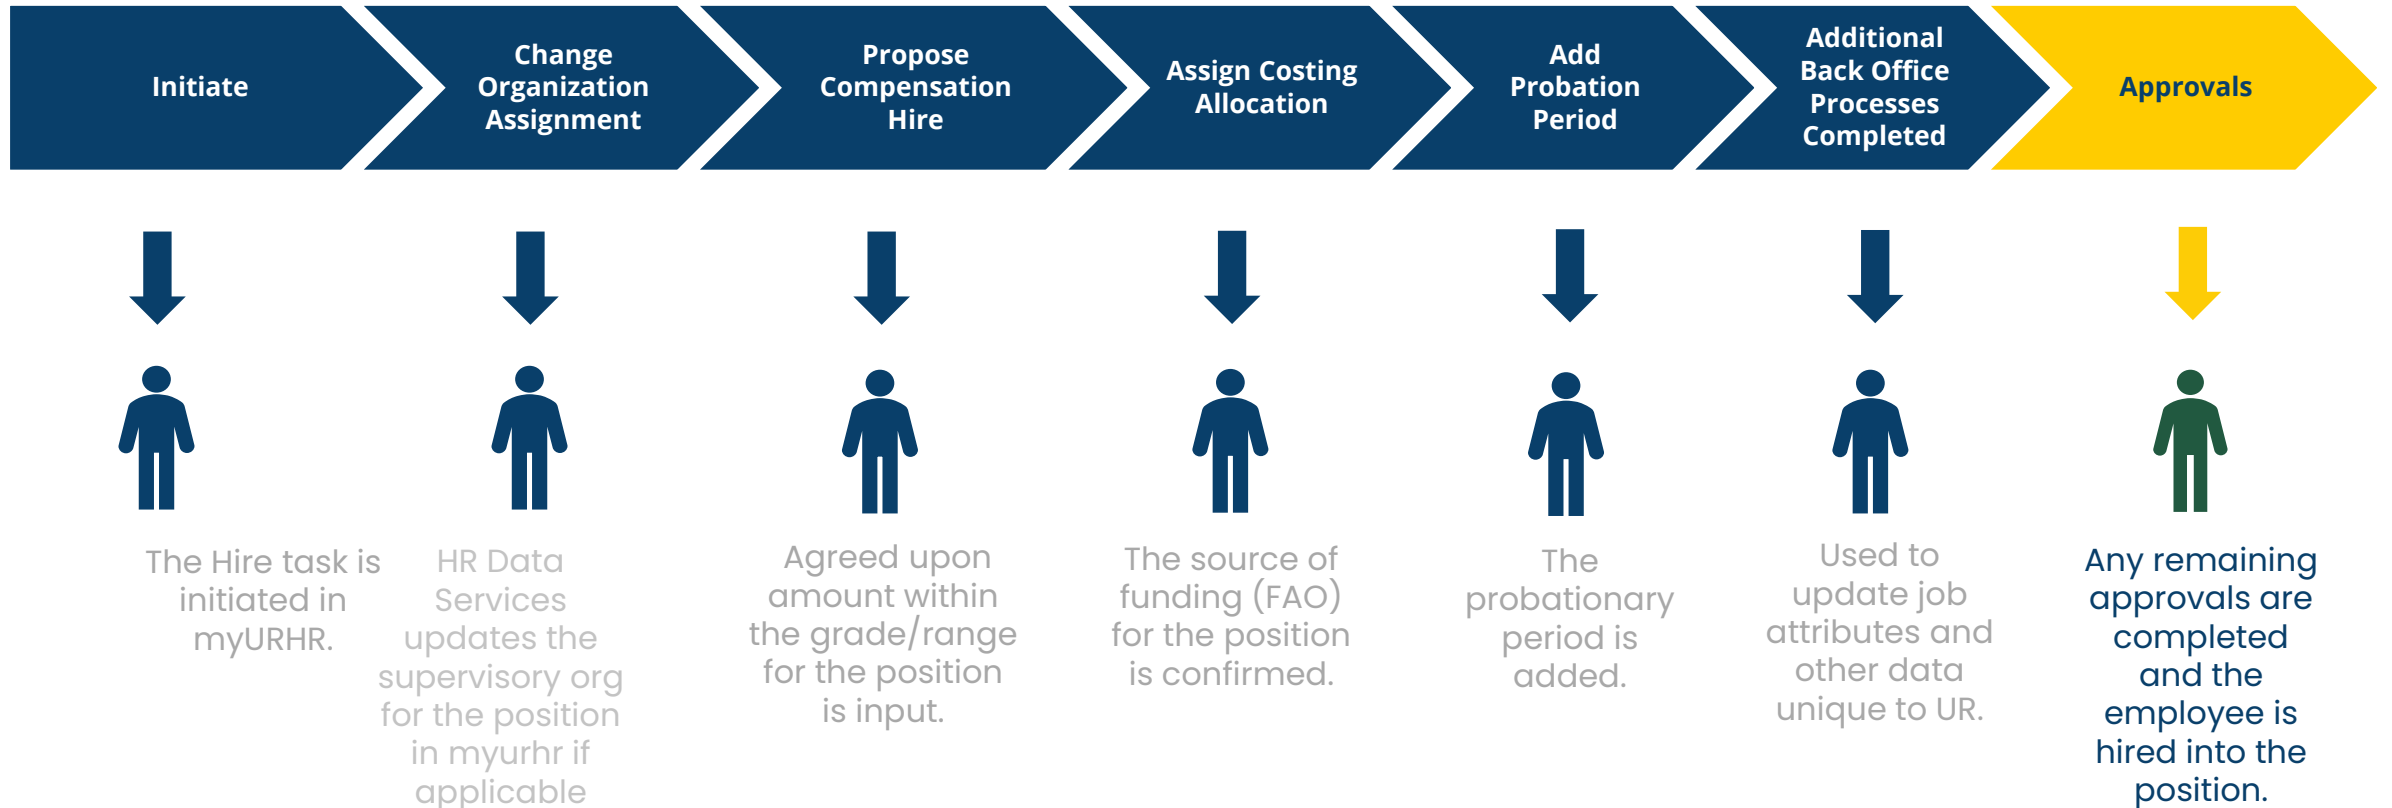 Initiate
Change
Organization
Assignment
Propose
Compensation
Hire
Assign Costing
Allocation
Add
Probation
Period
Additional
Back Office
Processes
Completed
Approvals
The Hire task is
initiated in
myURHR.
HR Data
Services
updates the
supervisory org
for the position
in myurhr if
applicable
Agreed upon
amount within
the grade/range
for the position
is input.
The source of
funding (FAO)
for the position
is confirmed.
The
probationary
period is
added.
Used to
update job
attributes and
other data
unique to UR.
Any remaining
approvals are
completed
and the
employee is
hired into the
position.